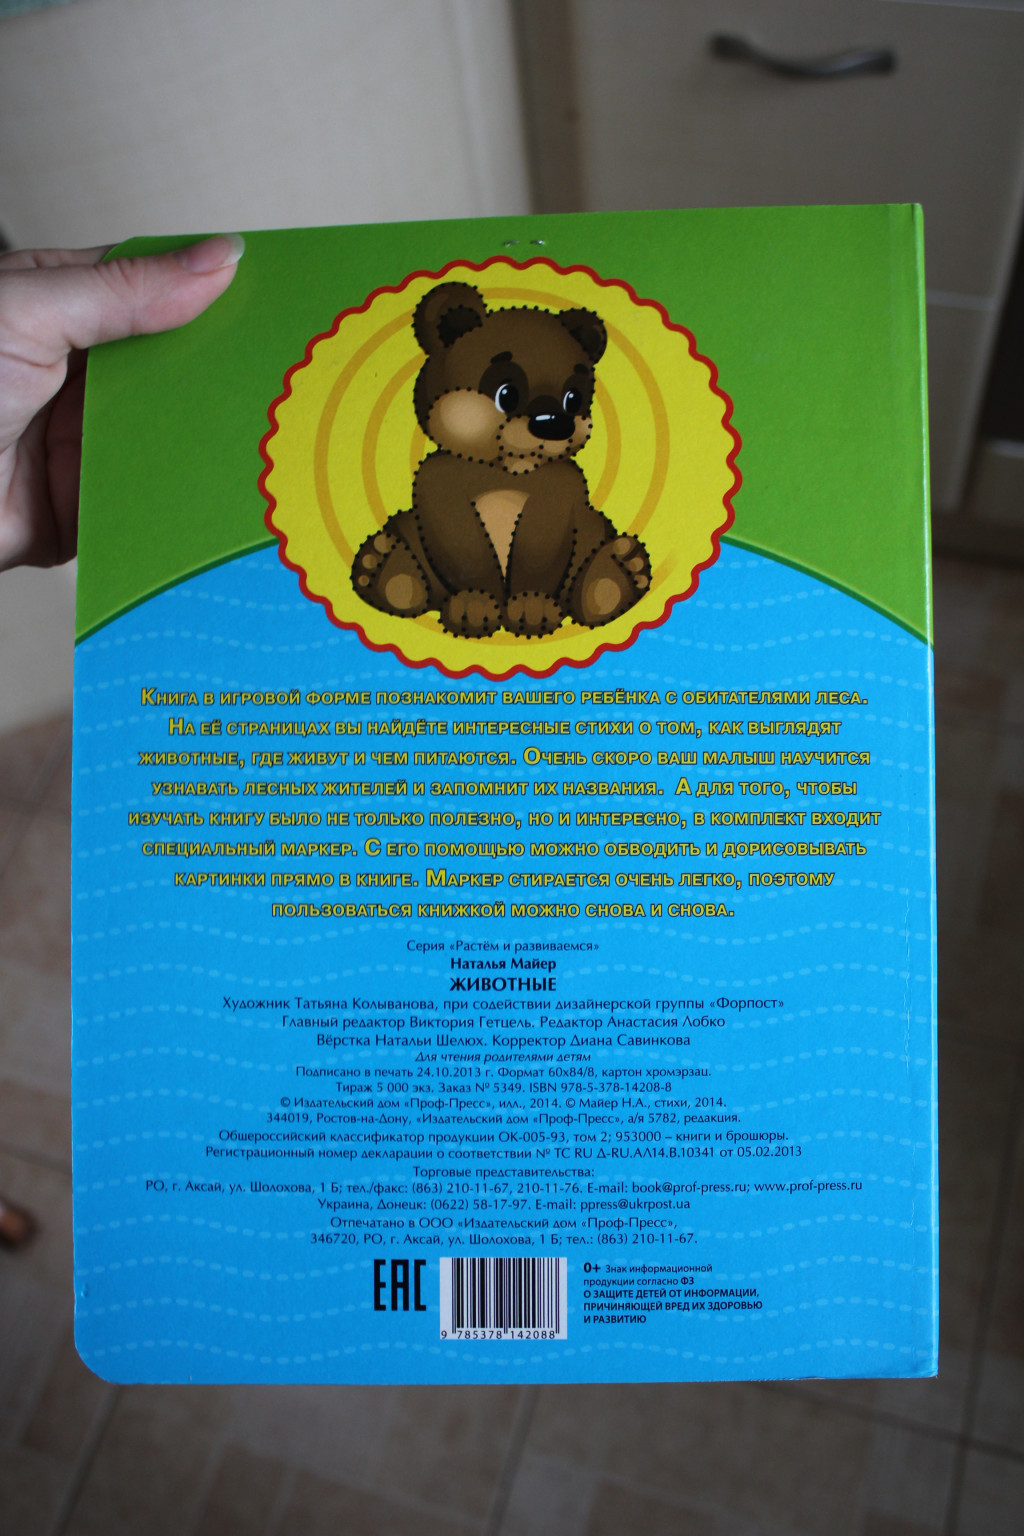 Книга в игровой форме познакомит вашего ребёнка с обитателями леса.
На её страницах вы найдёте интересные стихи о том, как выглядят
животные, где живут и чем питаются. Очень скоро ваш малыш научится
узнавать лесных жителей и запомнит их названия. А для того, чтобы
изучать книгу было не только полезно, но и интересно, в комплект входит
специальный маркер. С его помощью можно обводить и дорисовывать
картинки прямо в книге. Маркер стирается очень легко, поэтому
пользоваться книжкой можно снова и снова.
Серия «Растём и развиваемся»
Наталья Майер
ЖИВОТНЫЕ
Художник Татьяна Колыванова, при содействии дизайнерской группы «Форпост»
Главный редактор Виктория Гетцель. Редактор Анастасия Лобко
Вёрстка Натальи Шелюх. Корректор Диана Савинкова
Для чтения родителями детям
Подписано в печать 24.10.2013 г. Формат 60х84/8, картон хромэрзац.
Тираж 5 000 экз. Заказ № 5349. ISBN 978-5-378-14208-8
© Издательский дом «Проф-Пресс», илл., 2014. © Майер Н.А., стихи, 2014.
344019, Ростов-на-Дону, «Издательский дом «Проф-Пресс», а/я 5782, редакция.
Общероссийский классификатор продукции ОК-005-93, том 2; 953000 – книги и брошюры.
Регистрационный номер декларации о соответствии № ТС RU Д-RU.АЛ14.В.10341 от 05.02.2013
Торговые представительства:
РО, г. Аксай, ул. Шолохова, 1 Б; тел./факс: (863) 210-11-67, 210-11-76. E-mail: book@prof-press.ru; www.prof-press.ru
Украина, Донецк: (0622) 58-17-97. E-mail: ppress@ukrpost.ua
Отпечатано в ООО «Издательский дом «Проф-Пресс»,
346720, РО, г. Аксай, ул. Шолохова, 1 Б; тел.: (863) 210-11-67.
EAC
9 785378 142088
0+ Знак информационной
продукции согласно ФЗ
О ЗАЩИТЕ ДЕТЕЙ ОТ ИНФОРМАЦИИ,
ПРИЧИНЯЮЩЕЙ ВРЕД ИХ ЗДОРОВЬЮ
И РАЗВИТИЮ